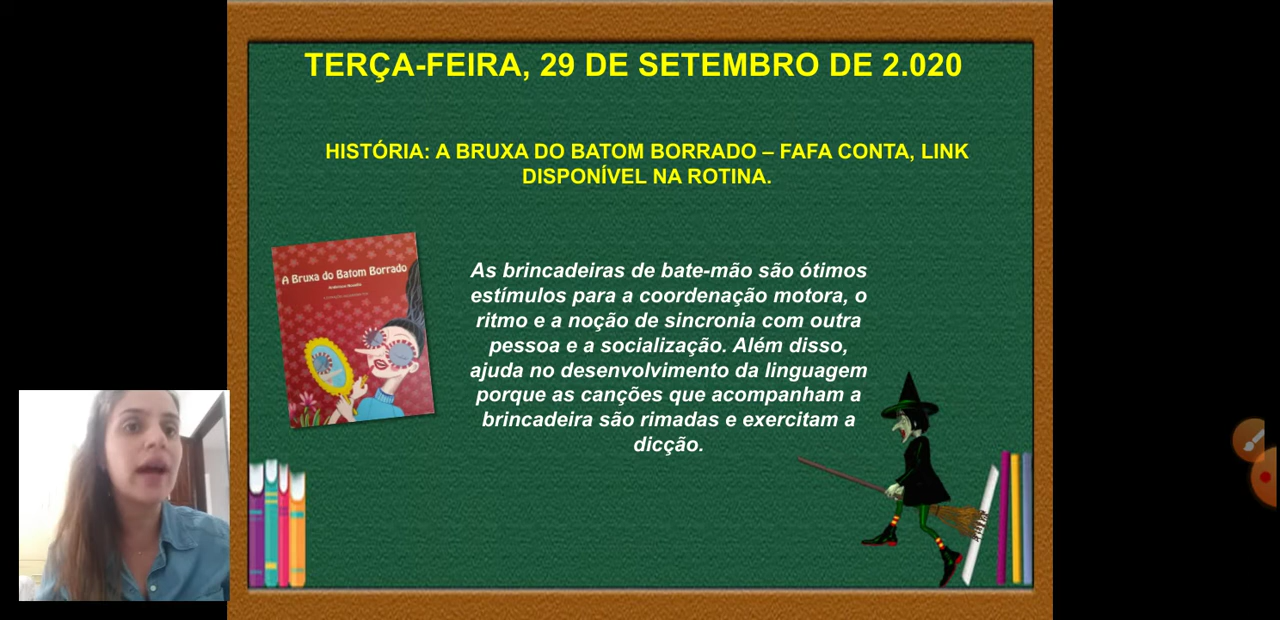 TERÇA-FEIRA, 29 DE SETEMBRO DE 2.020
HISTÓRIA: A BRUXA DO BATOM BORRADO – FAFA CONTA, LINK
DISPONÍVEL NA ROTINA.
A Bruxa do Batom Borrado
As brincadeiras de bate-mão são ótimos
estímulos para a coordenação motora, o
ritmo e a noção de sincronia com outra
pessoa e a socialização. Além disso,
ajuda no desenvolvimento da linguagem
porque as canções que acompanham a
brincadeira são rimadas e exercitam a
dicção.